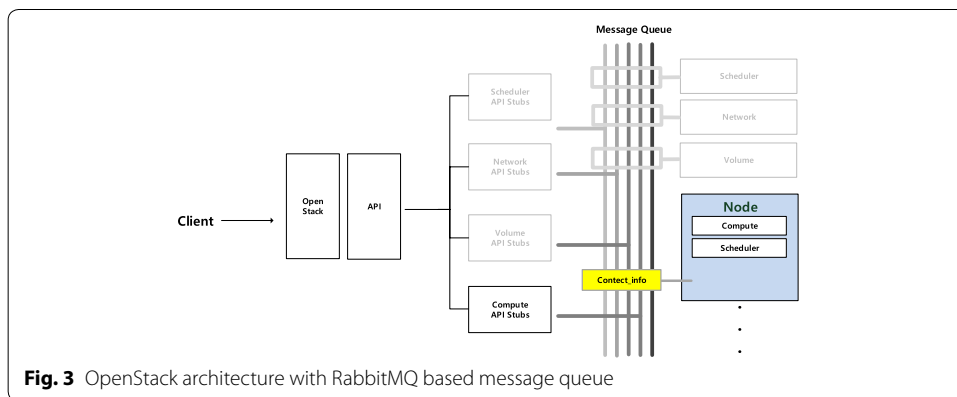 Message Queue
Scheduler
API Stubs
Scheduler
Network
Network
API Stubs
Volume
Open
Stack
API
Client
Node
Compute
Scheduler
Volume
API Stubs
Contect_info
Compute
API Stubs
Fig. 3 OpenStack architecture with RabbitMQ based message queue